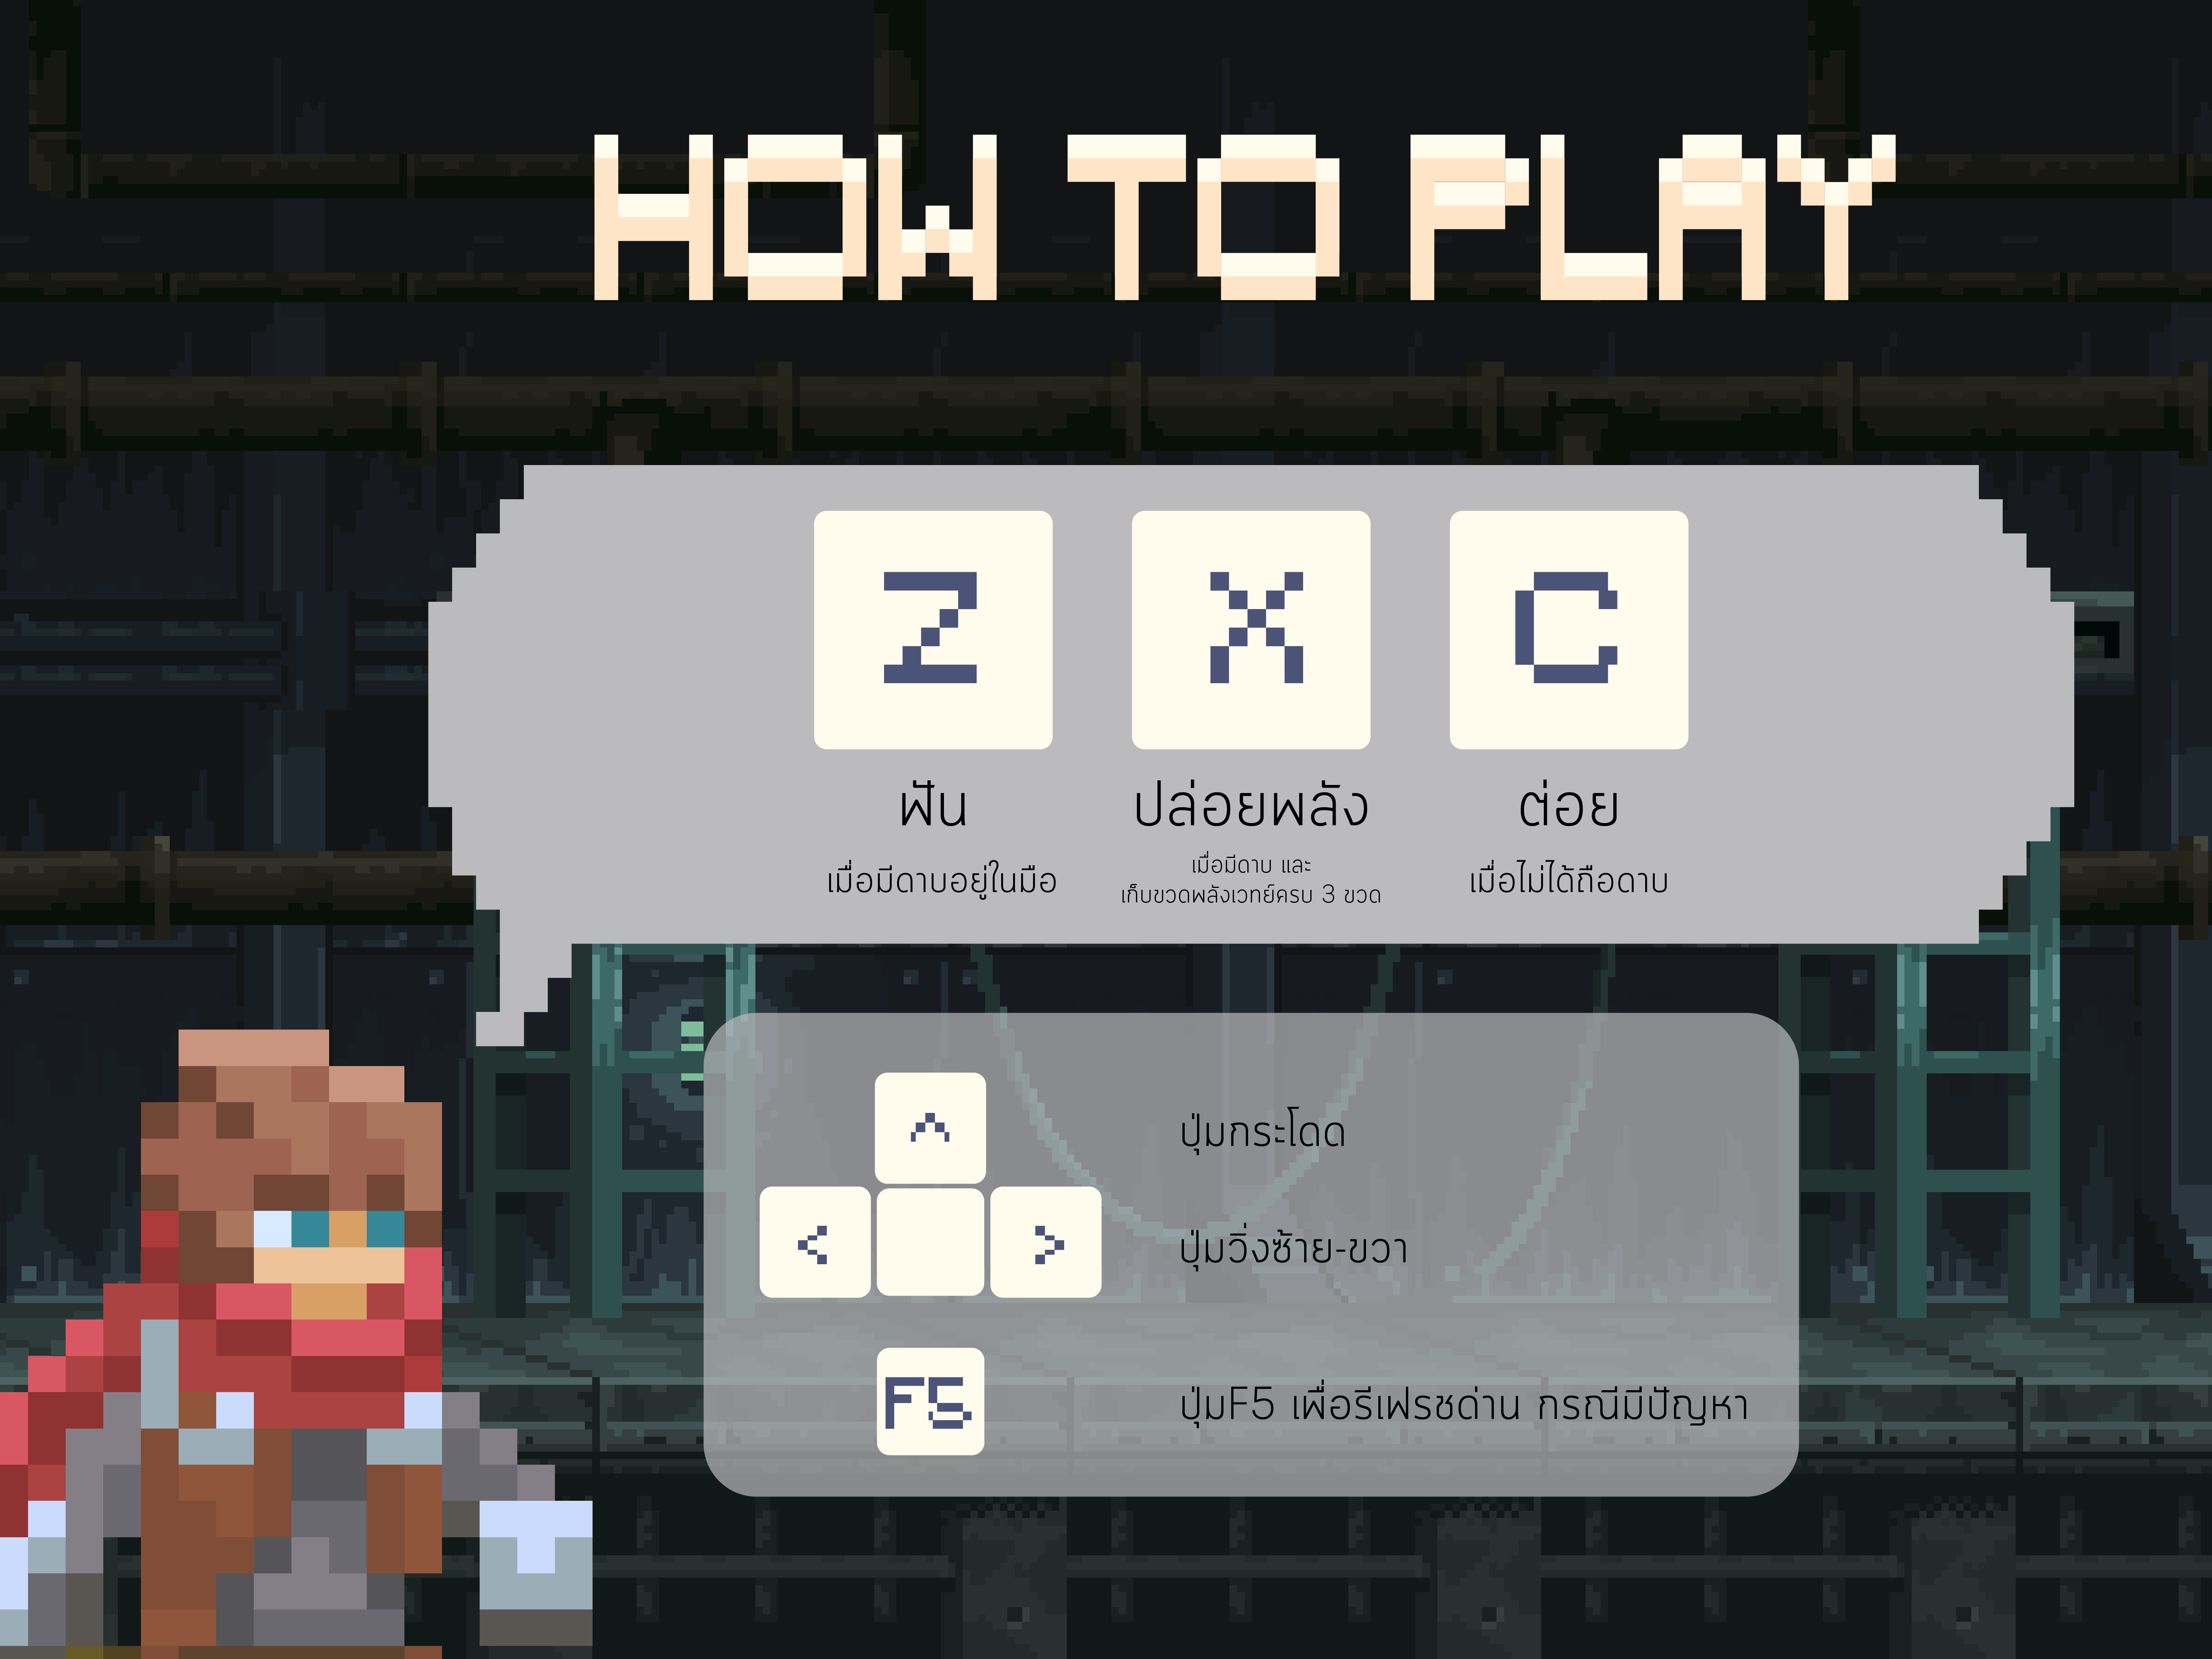 HOW TO PLAY
Z X C
ฟัน ปล่อยพลัง ต่อย
เมื่อมีดาบอยู่ในมือ
เมื่อมีดาบ และ
เก็บขวดพลังเวทย์ครบ 3 ขวด
เมื่อไม่ได้ถือดาบ
^
ปุ่มกระโดด
< >
ปุ่มวิ่งซ้าย-ขวา
F5
ปุ่มF5 เพื่อรีเฟรชด่าน กรณีมีปัญหา